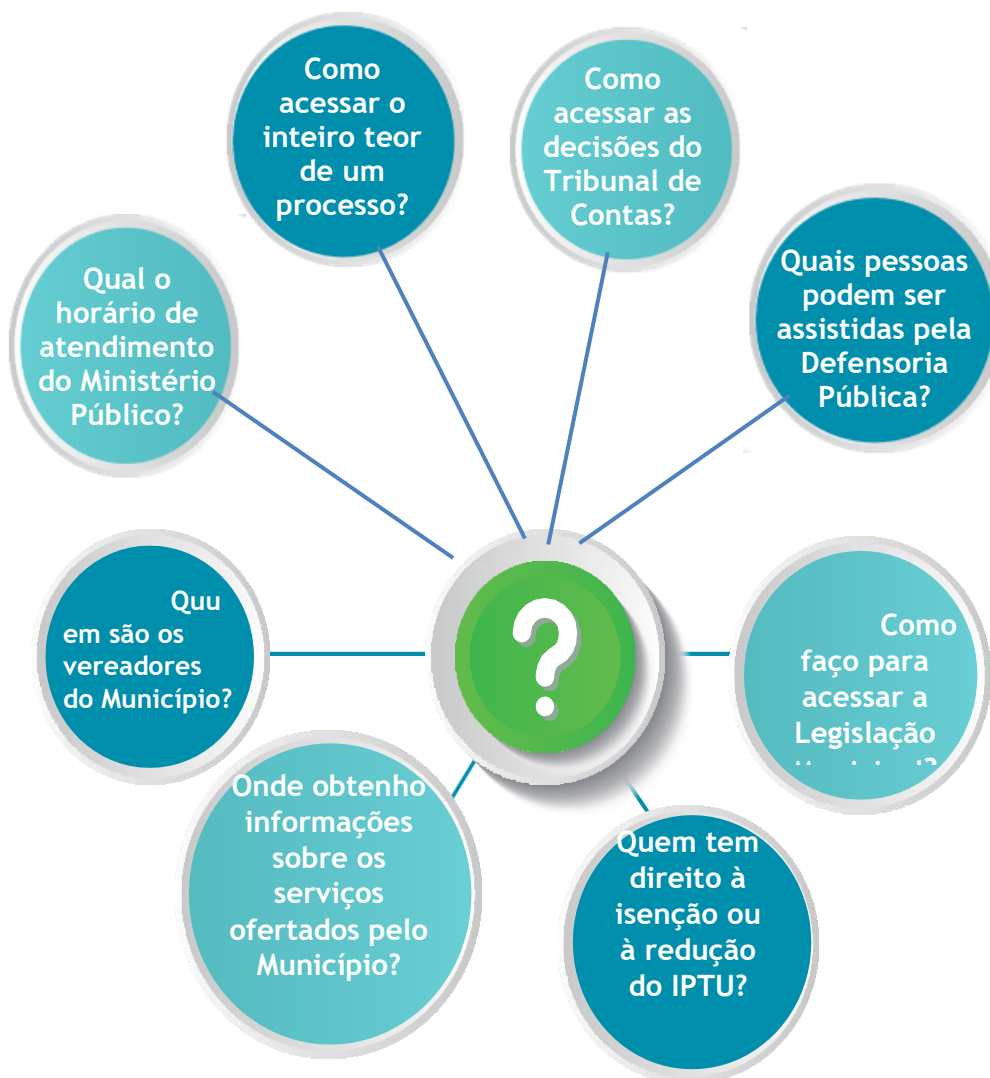 Como
acessar o
inteiro teor
de um
processo?
Como
acessar as
decisões do
Tribunal de
Contas?
Qual o
horário de
atendimento
do Ministério
Público?
Quais pessoas
podem ser
assistidas pela
Defensoria
Pública?
Quu
em são os
vereadores
do Município?
?
Como
faço para
acessar a
Legislação
Onde obtenho
informações
sobre os
serviços
ofertados pelo
Município?
Quem tem
direito à
isenção ou
à redução
do IPTU?